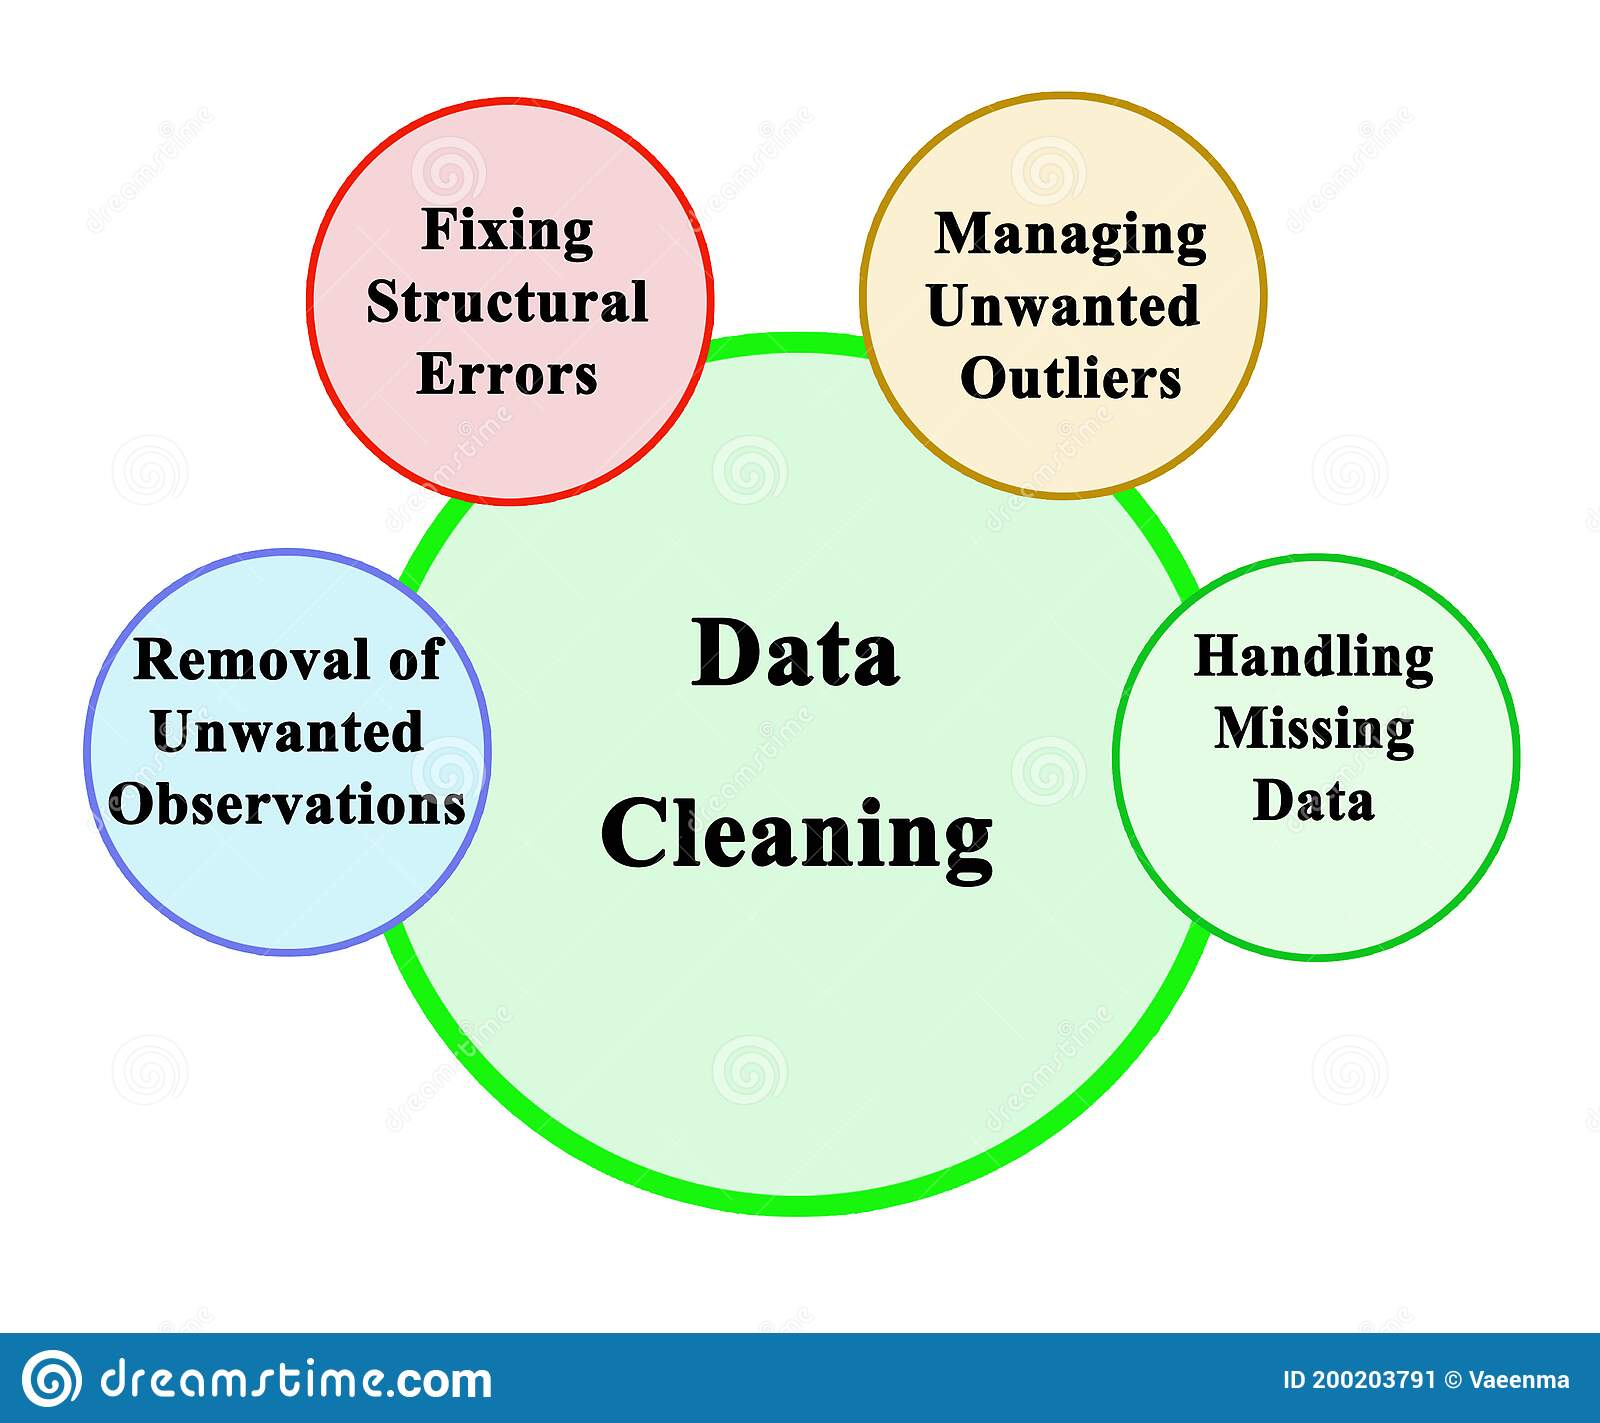 Fixing
Structural
Errors
Managing
Unwanted
Outliers
Removal of
Unwanted
Observations
Data
Cleaning
Handling
Missing
Data
dreamstime.com
ID 200203791 © Vaeenma